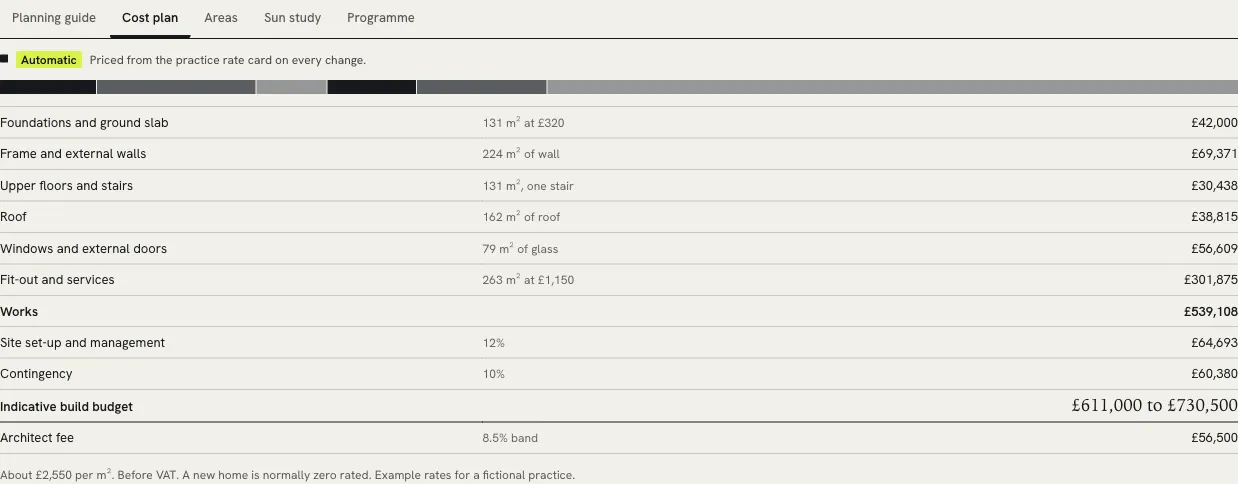 Planning guide Cost plan Areas Sun study Programme
Automatic Priced from the practice rate card on every change.
Foundations and ground slab 131 m² at £320 £42,000
Frame and external walls 224 m² of wall £69,371
Upper floors and stairs 131 m², one stair £30,438
Roof 162 m² of roof £38,815
Windows and external doors 79 m² of glass £56,609
Fit-out and services 263 m² at £1,150 £301,875
Works £539,108
Site set-up and management 12% £64,693
Contingency 10% £60,380
Indicative build budget £611,000 to £730,500
Architect fee 8.5% band £56,500
About £2,550 per m². Before VAT. A new home is normally zero rated. Example rates for a fictional practice.